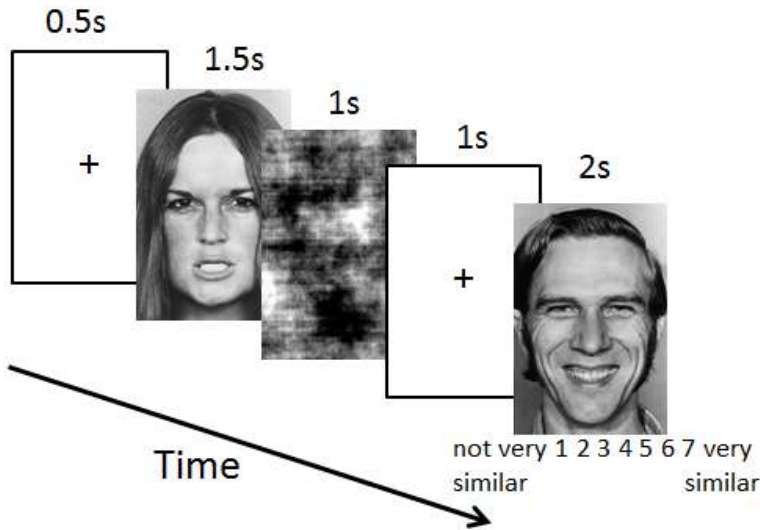 0.5s
1.5s
1s
1s
2s
+
+
not very 1 2 3 4 5 6 7 very
similar similar
Time